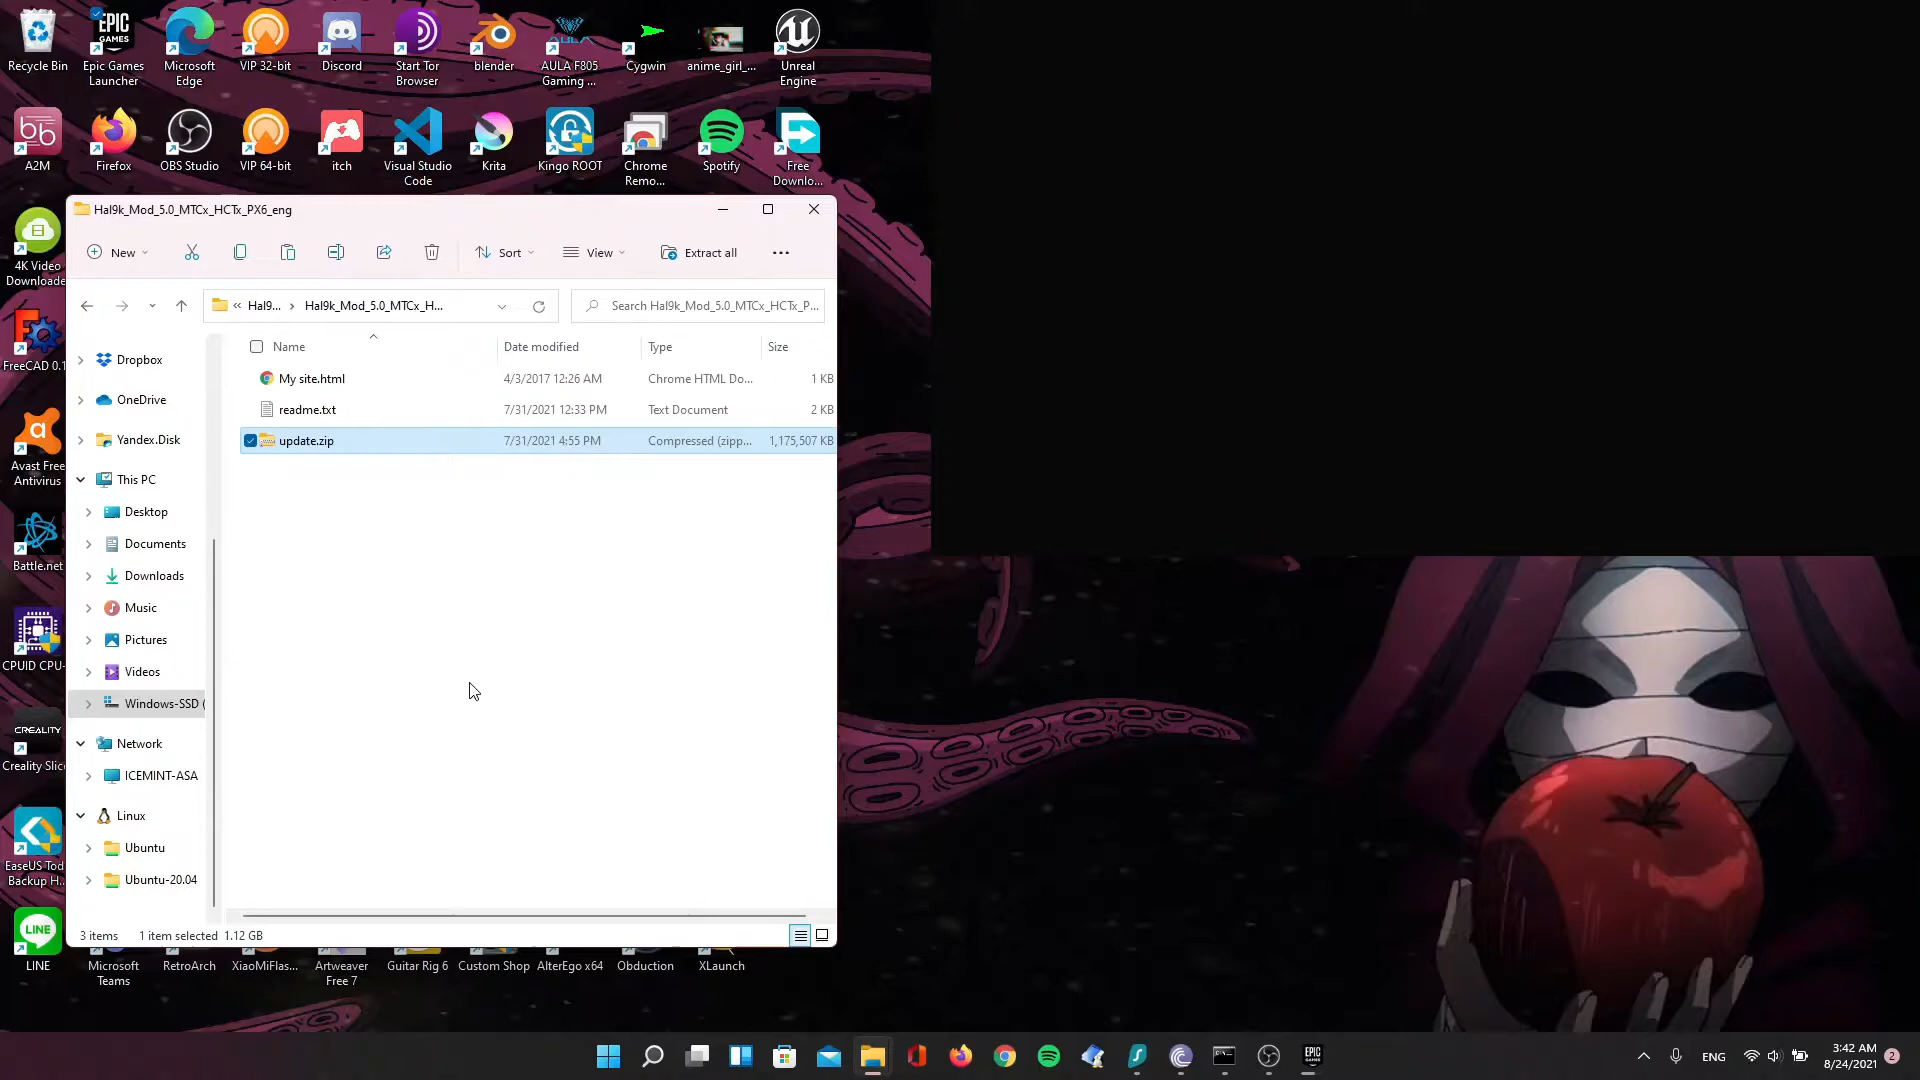 EPIC GAMES
AULA
Recycle Bin
Epic Games Launcher
Microsoft Edge
VIP 32-bit
Discord
Start Tor Browser
blender
AULA F805 Gaming ...
Cygwin
anime_girl_...
Unreal Engine
A2M
Firefox
OBS Studio
VIP 64-bit
itch
Visual Studio Code
Krita
Kingo ROOT
Chrome Remo...
Spotify
Free Downlo...
4K Video Downloade
FreeCAD 0.1
Avast Free Antivirus
Battle.net
CPUID CPU-
CREALITY
Creality Slic
EaseUS Tod Backup H...
LINE
LINE
Hal9k_Mod_5.0_MTCx_HCTx_PX6_eng
New
Sort
View
Extract all
Hal9...
Hal9k_Mod_5.0_MTCx_H...
Search Hal9k_Mod_5.0_MTCx_HCTx_P...
Name
Date modified
Type
Size
My site.html 4/3/2017 12:26 AM Chrome HTML Do... 1 KB
readme.txt 7/31/2021 12:33 PM Text Document 2 KB
update.zip 7/31/2021 4:55 PM Compressed (zipp... 1,175,507 KB
Dropbox
OneDrive
Yandex.Disk
This PC
Desktop
Documents
Downloads
Music
Pictures
Videos
Windows-SSD (
Network
ICEMINT-ASA
Linux
Ubuntu
Ubuntu-20.04
3 items 1 item selected 1.12 GB
Microsoft Teams
RetroArch
XiaoMiFlas...
Artweaver Free 7
Guitar Rig 6
Custom Shop
AlterEgo x64
Obduction
XLaunch
EPIC
ENG
3:42 AM
8/24/2021
2